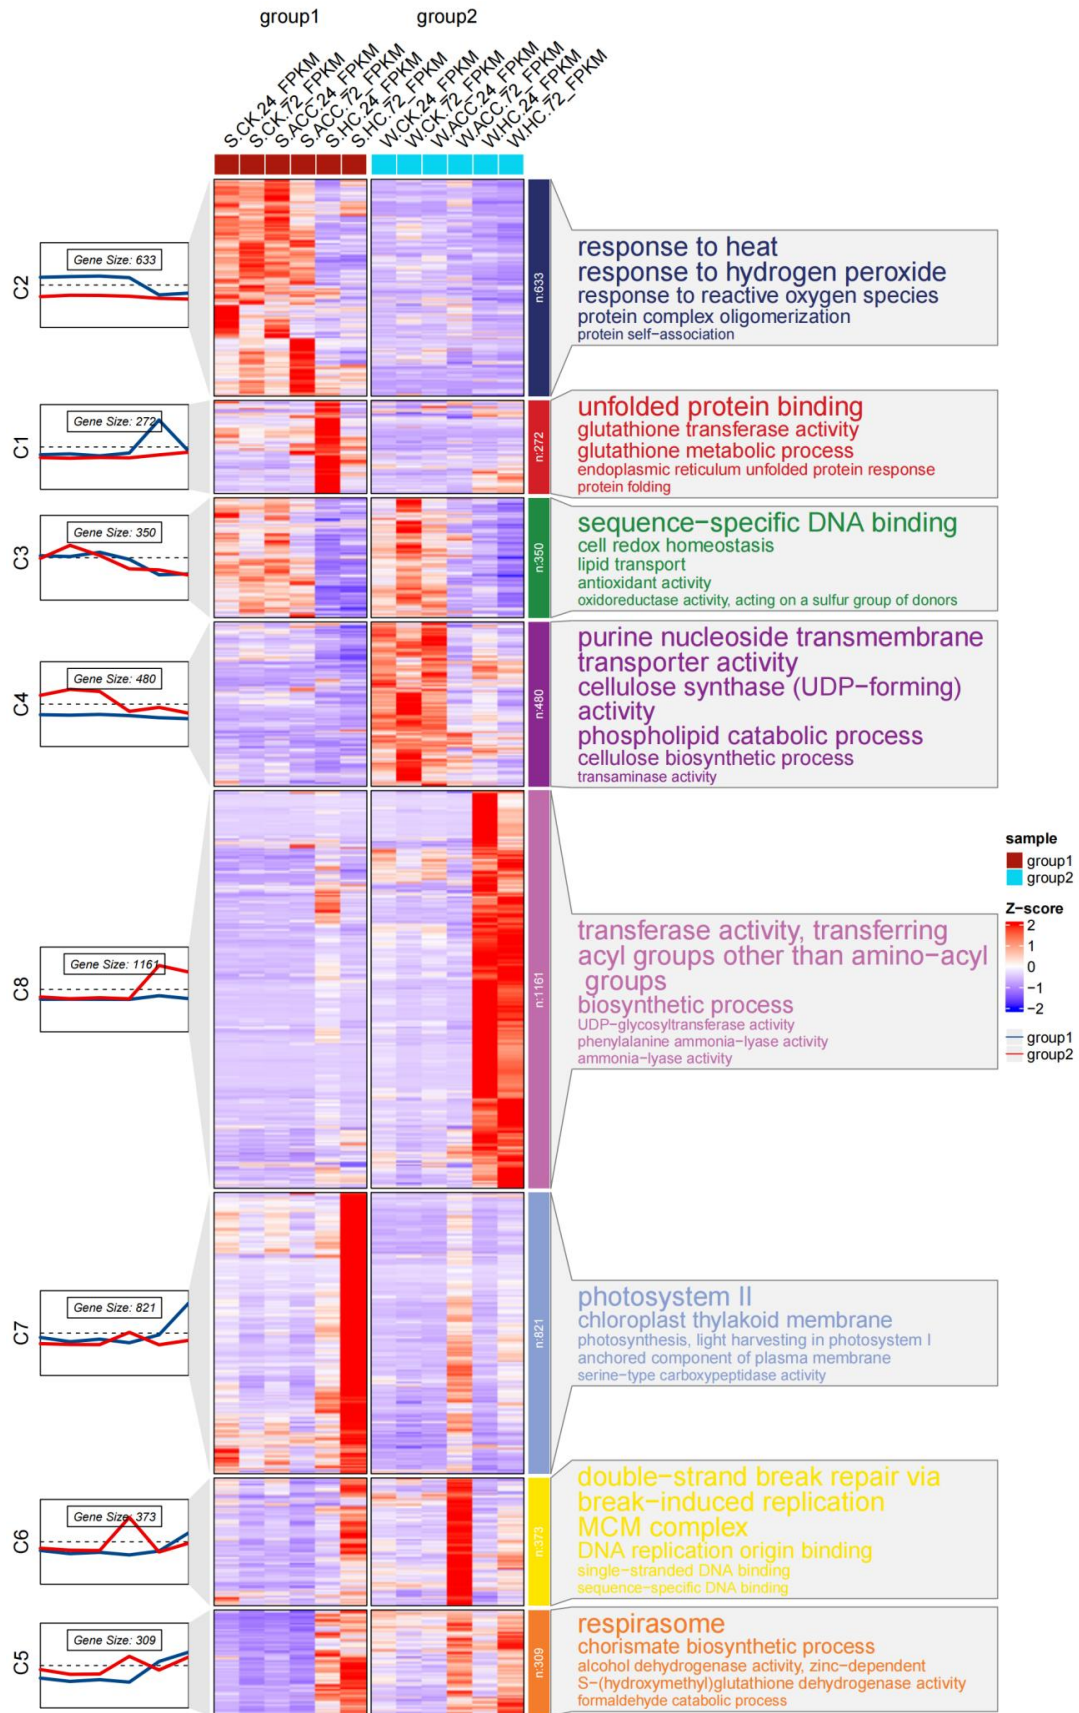 group1
group2
S.CK.24_FPKM
S.CK.72_FPKM
S.ACC.24_FPKM
S.ACC.72_FPKM
S.HC.24_FPKM
S.HC.72_FPKM
W.CK.24_FPKM
W.CK.72_FPKM
W.ACC.24_FPKM
W.ACC.72_FPKM
W.HC.24_FPKM
W.HC.72_FPKM
C2
Gene Size: 633
n:633
response to heat
response to hydrogen peroxide
response to reactive oxygen species
protein complex oligomerization
protein self−association
C1
Gene Size: 272
n:272
unfolded protein binding
glutathione transferase activity
glutathione metabolic process
endoplasmic reticulum unfolded protein response
protein folding
C3
Gene Size: 350
n:350
sequence−specific DNA binding
cell redox homeostasis
lipid transport
antioxidant activity
oxidoreductase activity, acting on a sulfur group of donors
C4
Gene Size: 480
n:480
purine nucleoside transmembrane
transporter activity
cellulose synthase (UDP−forming)
activity
phospholipid catabolic process
cellulose biosynthetic process
transaminase activity
C8
Gene Size: 1161
n:1161
transferase activity, transferring
acyl groups other than amino−acyl
groups
biosynthetic process
UDP−glycosyltransferase activity
phenylalanine ammonia−lyase activity
ammonia−lyase activity
sample
group1
group2
Z−score
2
1
0
−1
−2
group1
group2
C7
Gene Size: 821
n:821
photosystem II
chloroplast thylakoid membrane
photosynthesis, light harvesting in photosystem I
anchored component of plasma membrane
serine−type carboxypeptidase activity
C6
Gene Size: 373
n:373
double−strand break repair via
break−induced replication
MCM complex
DNA replication origin binding
single−stranded DNA binding
sequence−specific DNA binding
C5
Gene Size: 309
n:309
respirasome
chorismate biosynthetic process
alcohol dehydrogenase activity, zinc−dependent
S−(hydroxymethyl)glutathione dehydrogenase activity
formaldehyde catabolic process